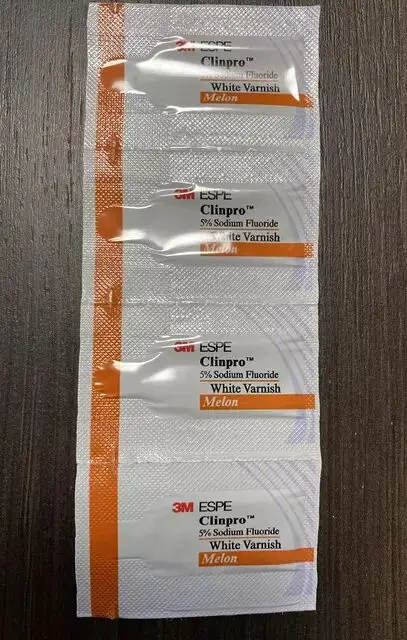 3M ESPE
Clinpro™
5% Sodium Fluoride
White Varnish
Melon
3M ESPE
Clinpro™
5% Sodium Fluoride
White Varnish
Melon
3M ESPE
Clinpro™
5% Sodium Fluoride
White Varnish
Melon
3M ESPE
Clinpro™
5% Sodium Fluoride
White Varnish
Melon